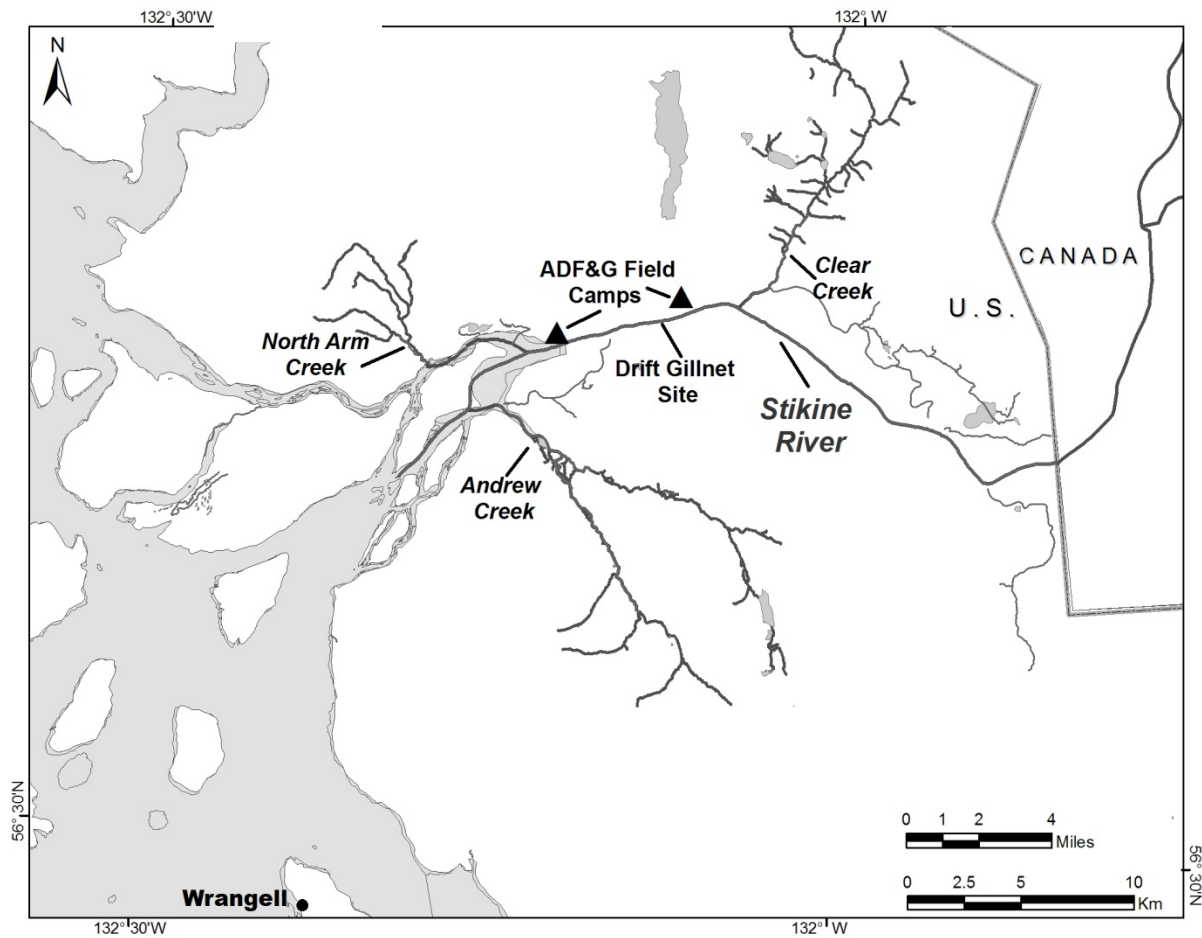 132°30'W
132°W
N
ADF&G Field
Camps
Clear
Creek
CANADA
U.S.
North Arm
Creek
Drift Gillnet
Site
Stikine
River
Andrew
Creek
56°30'N
0 1 2 4
Miles
56°30'N
0 2.5 5 10
Km
Wrangell
132°30'W
132°W